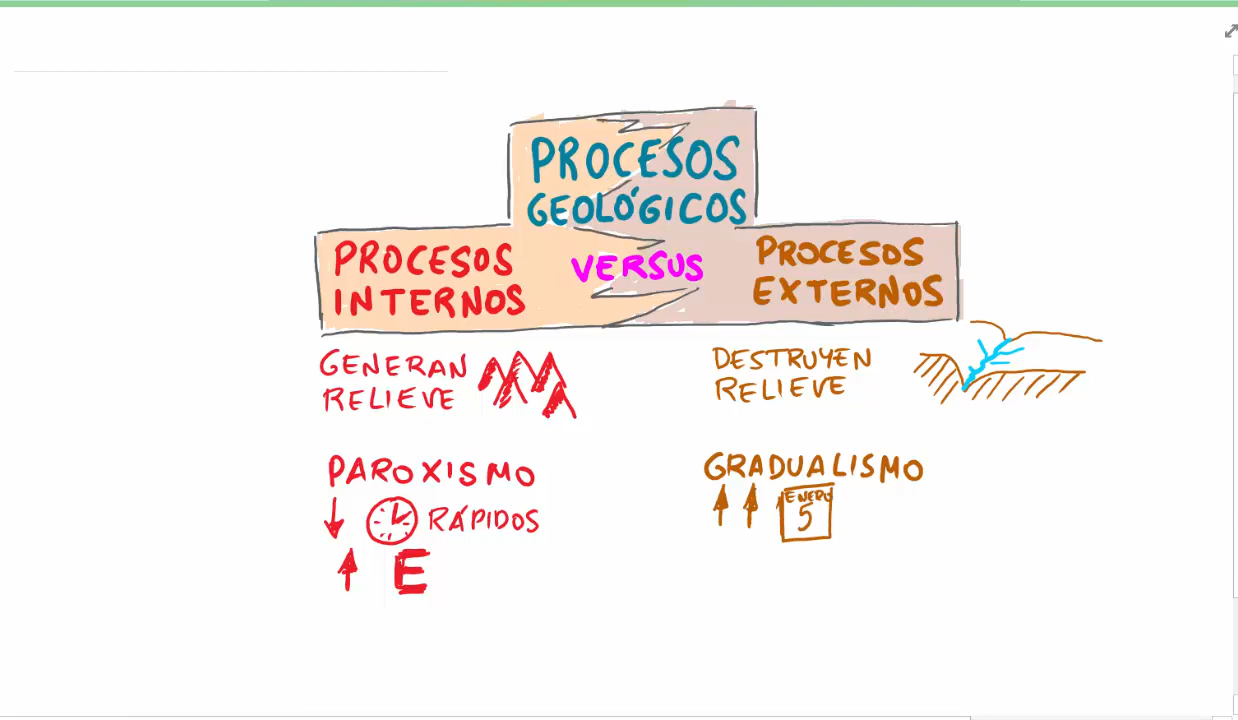 PROCESOS
GEOLÓGICOS
PROCESOS
INTERNOS
VERSUS
PROCESOS
EXTERNOS
GENERAN
RELIEVE
DESTRUYEN
RELIEVE
PAROXISMO
RÁPIDOS
E
GRADUALISMO
ENERO
5